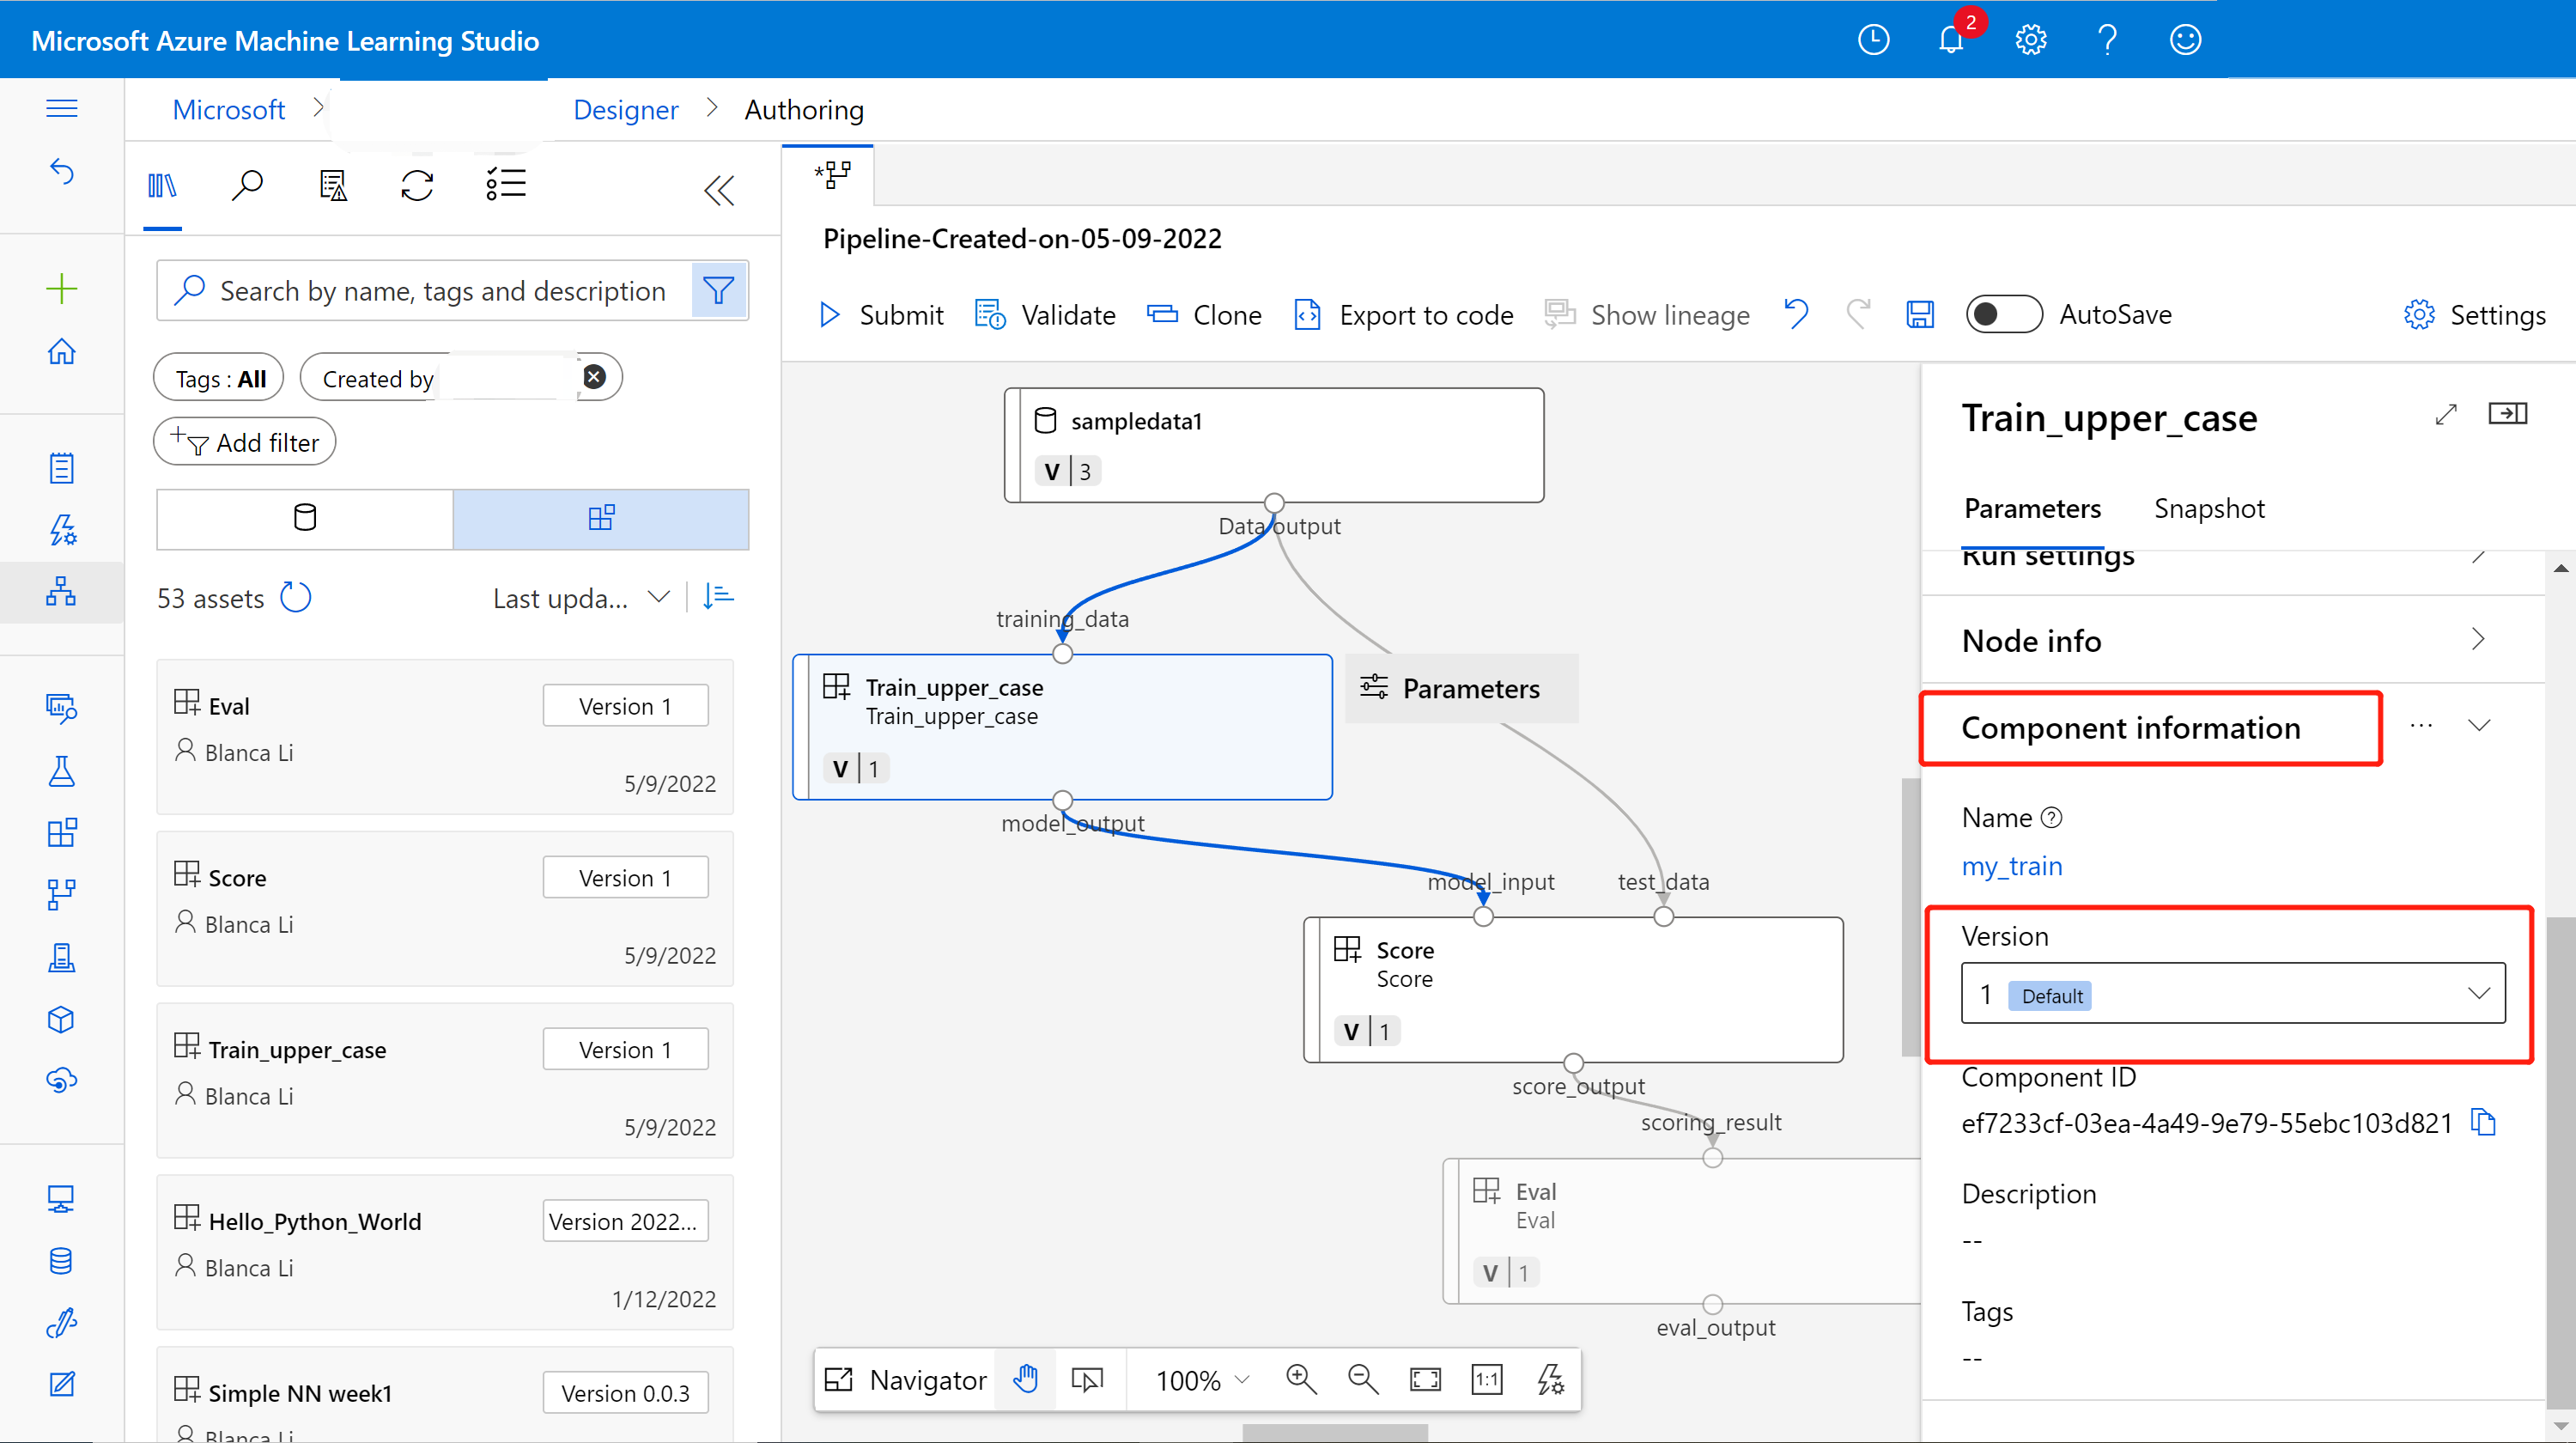 Microsoft Azure Machine Learning Studio
2
Microsoft
Designer
Authoring
Pipeline-Created-on-05-09-2022
Search by name, tags and description
Submit
Validate
Clone
Export to code
Show lineage
AutoSave
Settings
Tags : All
Created by
Add filter
53 assets
Last upda...
Eval
Version 1
Blanca Li
5/9/2022
Score
Version 1
Blanca Li
5/9/2022
Train_upper_case
Version 1
Blanca Li
5/9/2022
Hello_Python_World
Version 2022...
Blanca Li
1/12/2022
Simple NN week1
Version 0.0.3
Blanca Li
sampledata1
V 3
Data output
training_data
Train_upper_case
Train_upper_case
V 1
Parameters
model_output
model_input
test_data
Score
Score
V 1
score_output
scoring_result
Eval
Eval
V 1
eval_output
Navigator
100%
1:1
Train_upper_case
Parameters
Snapshot
Run settings
Node info
Component information
...
Name
my_train
Version
1 Default
Component ID
ef7233cf-03ea-4a49-9e79-55ebc103d821
Description
--
Tags
--